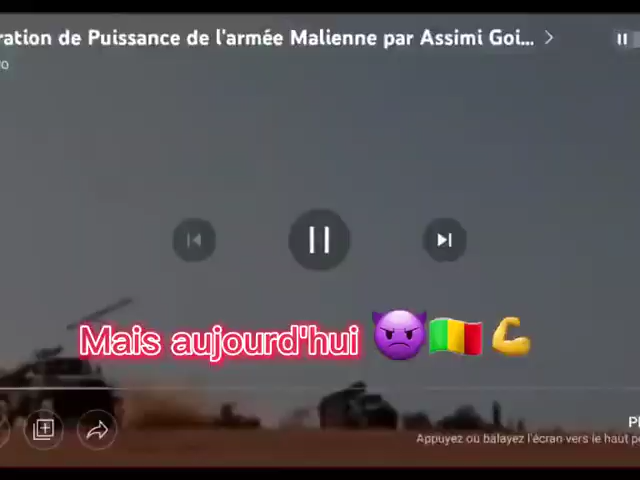 ration de Puissance de l'armée Malienne par Assimi Goi...
Mais aujourd'hui 😈🇲🇱💪
Appuyez ou balayez l'écran vers le haut